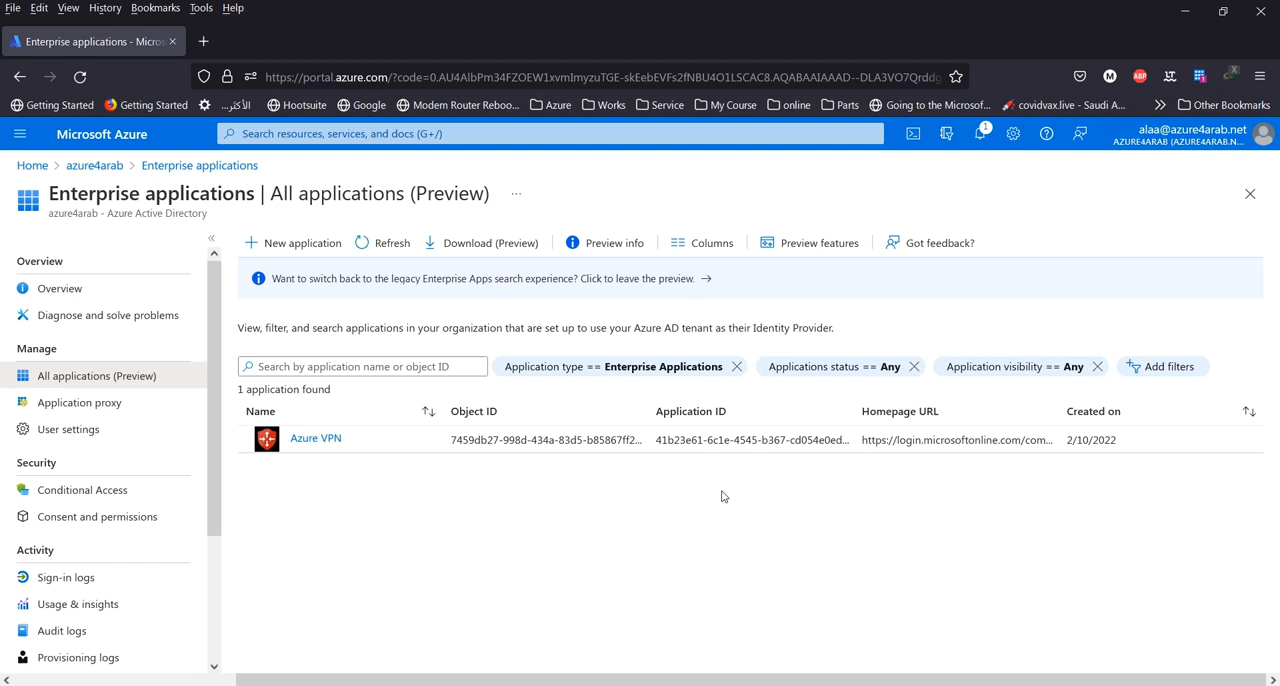 File Edit View History Bookmarks Tools Help
Enterprise applications - Micros
https://portal.azure.com/?code=0.AU4AlbPm34FZOEW1xvmImyzuTGE-skEebEVFs2fNBU4O1LSCAC8.AQABAAIAAAD--DLA3VO7Qrddg
Getting Started Getting Started الأكثر... Hootsuite Google Modem Router Reboo... Azure Works Service My Course online Parts Going to the Microsof... covidvax.live - Saudi A... Other Bookmarks
Microsoft Azure Search resources, services, and docs (G+/) 1 alaa@azure4arab.net
AZURE4ARAB (AZURE4ARAB.N...
Home > azure4arab > Enterprise applications
Enterprise applications | All applications (Preview) ...
azure4arab - Azure Active Directory
New application Refresh Download (Preview) Preview info Columns Preview features Got feedback?
Want to switch back to the legacy Enterprise Apps search experience? Click to leave the preview. →
View, filter, and search applications in your organization that are set up to use your Azure AD tenant as their Identity Provider.
Search by application name or object ID Application type == Enterprise Applications Applications status == Any Application visibility == Any Add filters
1 application found
Name Object ID Application ID Homepage URL Created on
Azure VPN 7459db27-998d-434a-83d5-b85867ff2... 41b23e61-6c1e-4545-b367-cd054e0ed... https://login.microsoftonline.com/com... 2/10/2022
Overview
Overview
Diagnose and solve problems
Manage
All applications (Preview)
Application proxy
User settings
Security
Conditional Access
Consent and permissions
Activity
Sign-in logs
Usage & insights
Audit logs
Provisioning logs